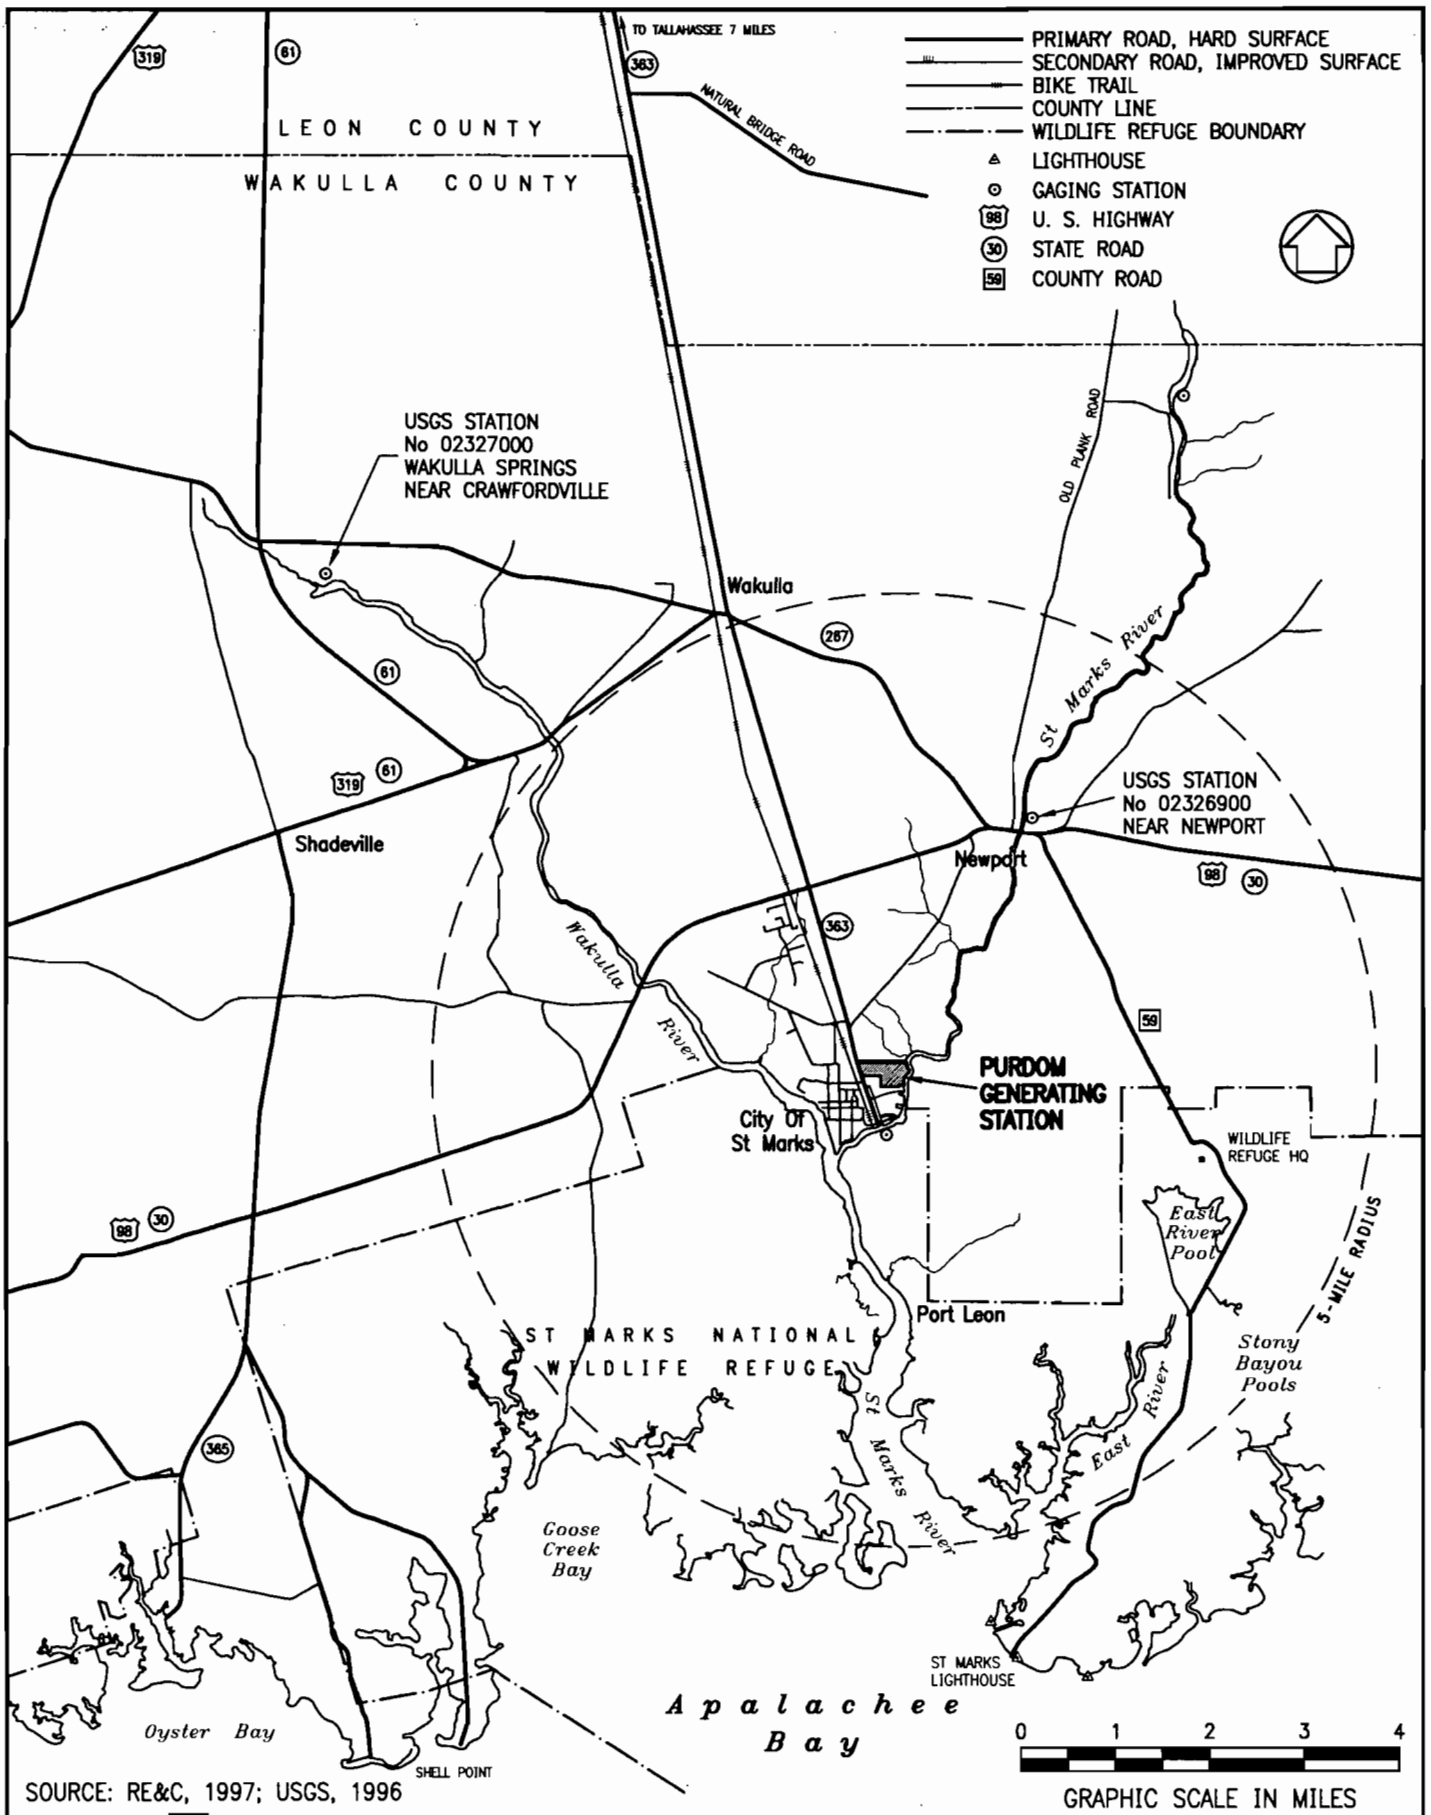 TO TALLAHASSEE 7 MILES
319
61
363
NATURAL BRIDGE ROAD
PRIMARY ROAD, HARD SURFACE
SECONDARY ROAD, IMPROVED SURFACE
BIKE TRAIL
COUNTY LINE
WILDLIFE REFUGE BOUNDARY
LIGHTHOUSE
GAGING STATION
98 U. S. HIGHWAY
30 STATE ROAD
59 COUNTY ROAD
LEON COUNTY
WAKULLA COUNTY
USGS STATION
No 02327000
WAKULLA SPRINGS
NEAR CRAWFORDVILLE
OLD PLANK ROAD
Wakulla
267
St Marks River
61
319 61
Shadeville
USGS STATION
No 02326900
NEAR NEWPORT
Newport
98 30
363
Wakulla River
59
PURDOM
GENERATING
STATION
City Of
St Marks
WILDLIFE
REFUGE HQ
98 30
East
River
Pool
5-MILE RADIUS
Port Leon
ST MARKS NATIONAL
WILDLIFE REFUGE
Stony
Bayou
Pools
St Marks River
East River
365
Goose
Creek
Bay
ST MARKS
LIGHTHOUSE
Apalachee
Bay
Oyster Bay
SHELL POINT
0 1 2 3 4
GRAPHIC SCALE IN MILES
SOURCE: RE&C, 1997; USGS, 1996